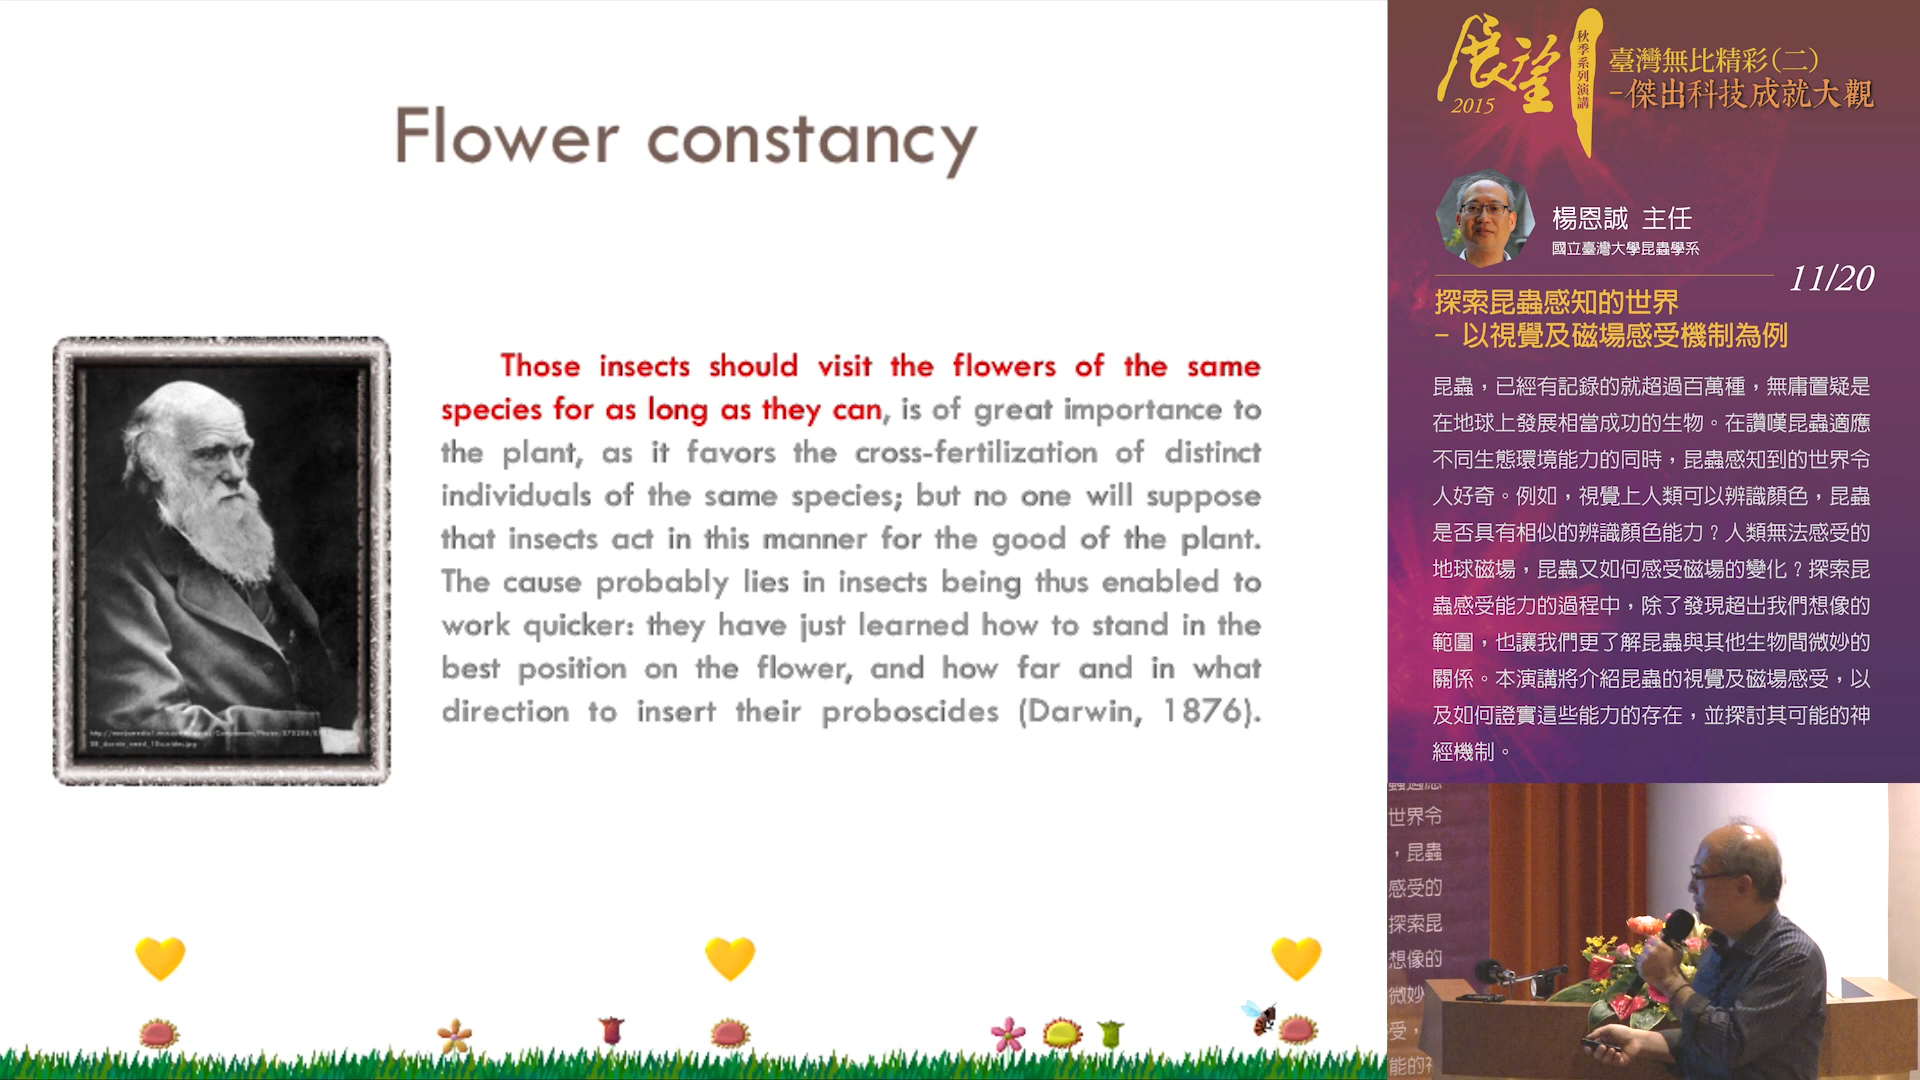 Flower constancy
Those insects should visit the flowers of the same
species for as long as they can, is of great importance to
the plant, as it favors the cross-fertilization of distinct
individuals of the same species; but no one will suppose
that insects act in this manner for the good of the plant.
The cause probably lies in insects being thus enabled to
work quicker: they have just learned how to stand in the
best position on the flower, and how far and in what
direction to insert their proboscides (Darwin, 1876).
展望
2015
秋季系列演講
臺灣無比精彩(二)
-傑出科技成就大觀
楊恩誠 主任
國立臺灣大學昆蟲學系
11/20
探索昆蟲感知的世界
- 以視覺及磁場感受機制為例
昆蟲，已經有記錄的就超過百萬種，無庸置疑是
在地球上發展相當成功的生物。在讚嘆昆蟲適應
不同生態環境能力的同時，昆蟲感知到的世界令
人好奇。例如，視覺上人類可以辨識顏色，昆蟲
是否具有相似的辨識顏色能力？人類無法感受的
地球磁場，昆蟲又如何感受磁場的變化？探索昆
蟲感受能力的過程中，除了發現超出我們想像的
範圍，也讓我們更了解昆蟲與其他生物間微妙的
關係。本演講將介紹昆蟲的視覺及磁場感受，以
及如何證實這些能力的存在，並探討其可能的神
經機制。
世界令
，昆蟲
感受的
探索昆
想像的
微妙
受，
能的